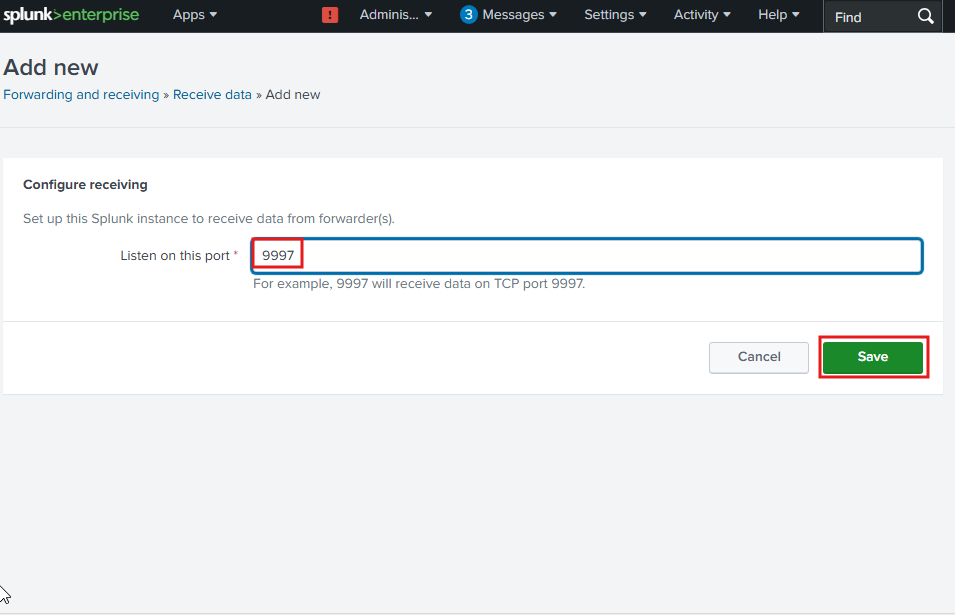 splunk>enterprise Apps ! Adminis... 3 Messages Settings Activity Help Find
Add new
Forwarding and receiving » Receive data » Add new
Configure receiving
Set up this Splunk instance to receive data from forwarder(s).
Listen on this port * 9997
For example, 9997 will receive data on TCP port 9997.
Cancel Save